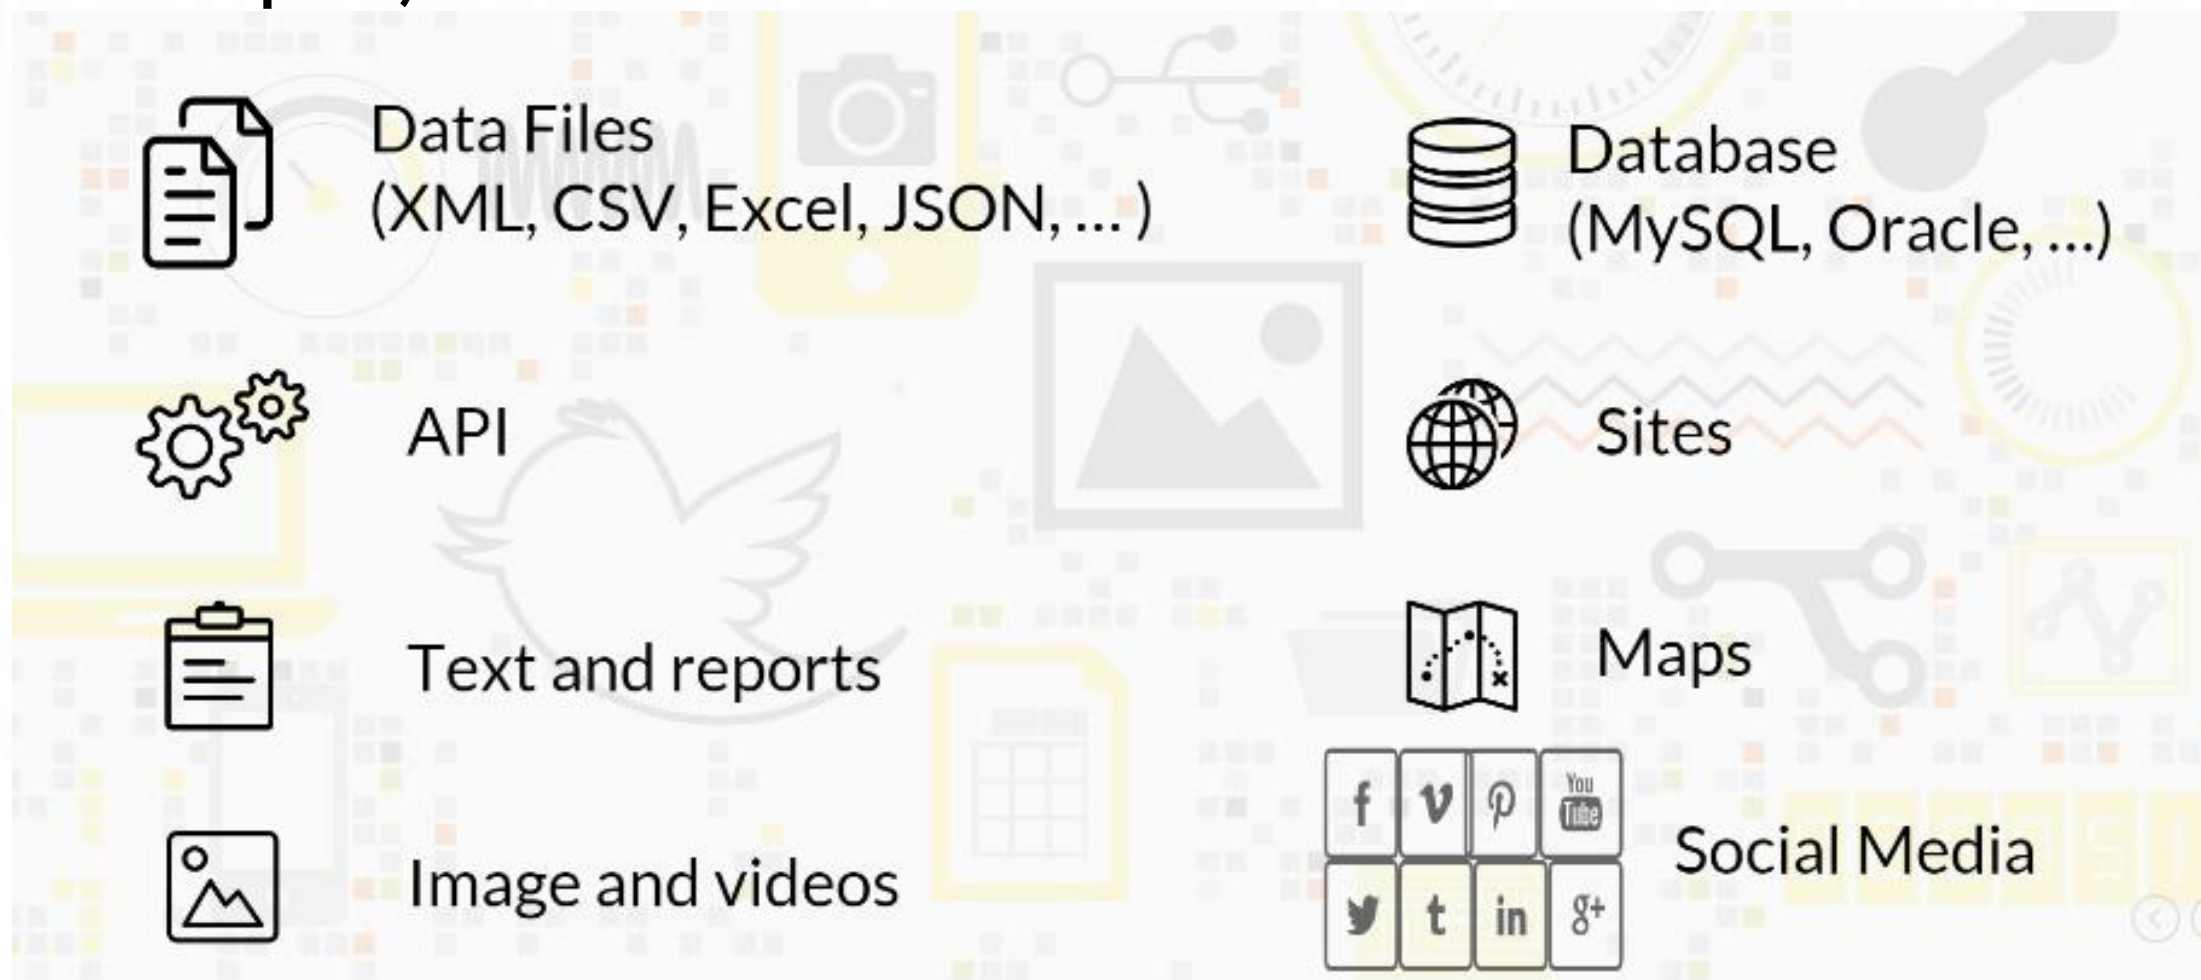 Data Files
(XML, CSV, Excel, JSON, ... )
API
Text and reports
Image and videos
Database
(MySQL, Oracle, ...)
Sites
Maps
f v p You Tube
t in g+
Social Media